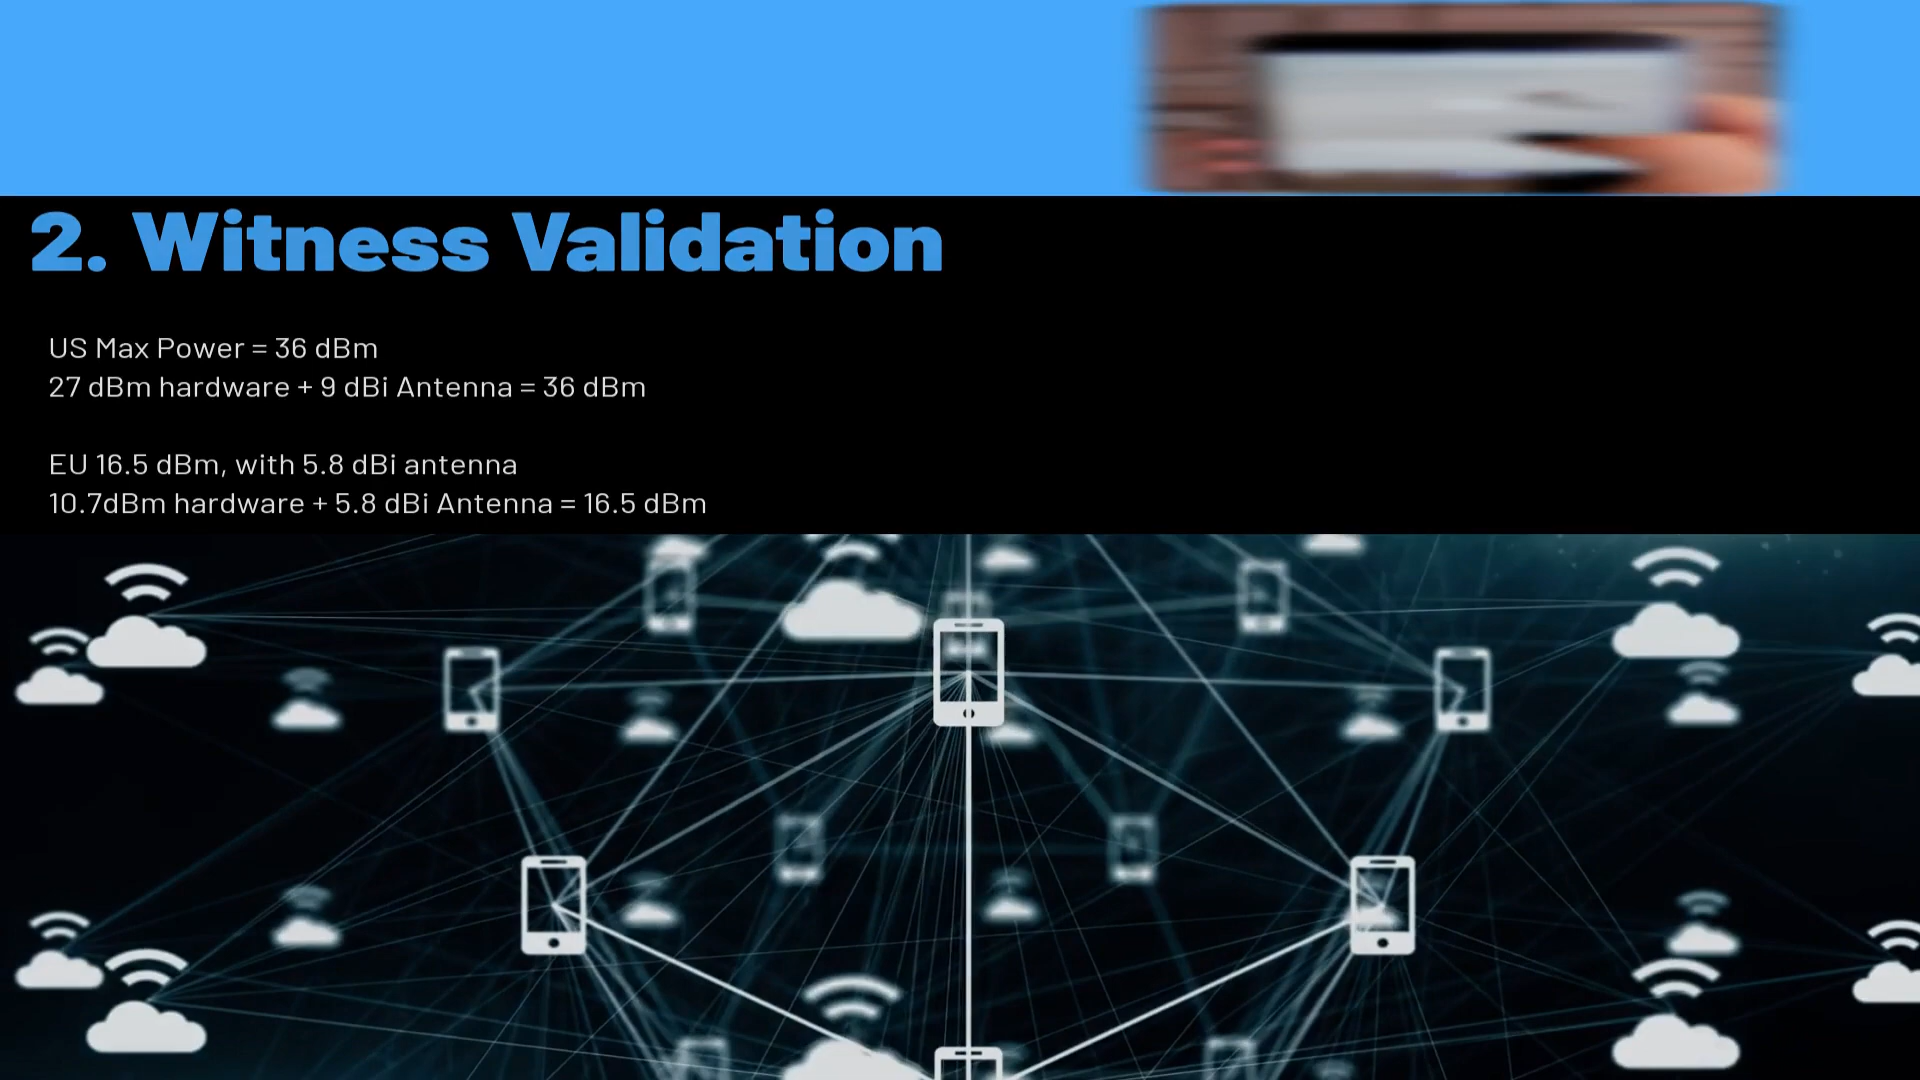 2. Witness Validation
US Max Power = 36 dBm
27 dBm hardware + 9 dBi Antenna = 36 dBm
EU 16.5 dBm, with 5.8 dBi antenna
10.7dBm hardware + 5.8 dBi Antenna = 16.5 dBm